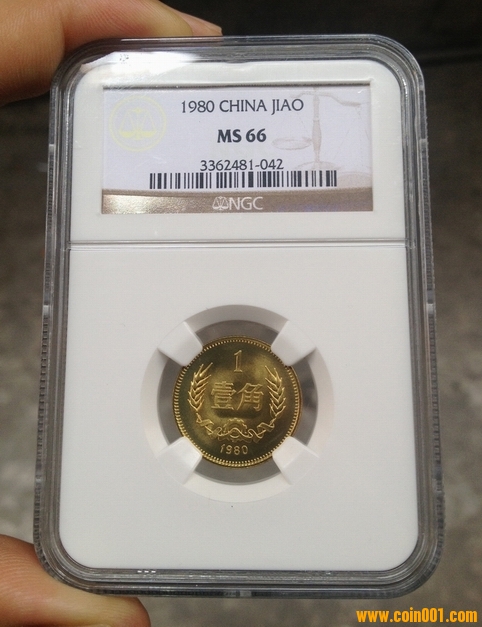 1980 CHINA JIAO
MS 66
3362481-042
NGC
1
壹角
1980
www.coin001.com